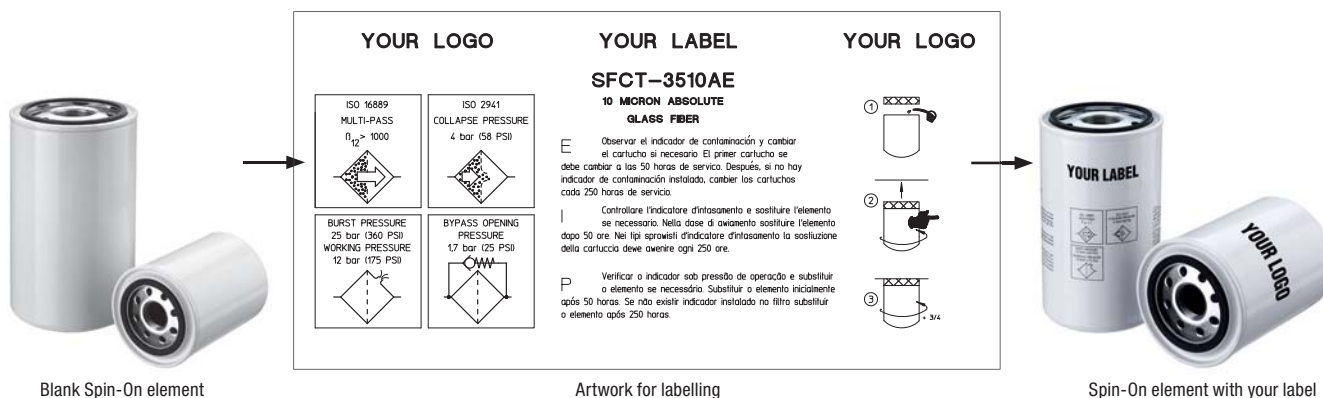 YOUR LOGO
YOUR LABEL
YOUR LOGO
SFCT-3510AE
10 MICRON ABSOLUTE
GLASS FIBER
ISO 16889
MULTI-PASS
β12> 1000
ISO 2941
COLLAPSE PRESSURE
4 bar (58 PSI)
BURST PRESSURE
25 bar (360 PSI)
WORKING PRESSURE
12 bar (175 PSI)
BYPASS OPENING
PRESSURE
1,7 bar (25 PSI)
E Observar el indicador de contaminación y cambiar
el cartucho si necesario El primer cartucho se
debe cambiar a las 50 horas de servico. Después, si no hay
indicador de contaminación instalado, cambier los cartuchos
cada 250 horas de servicio.
I Controllare l'indicatore d'intasamento e sostituire l'elemento
se necessario. Nella dase di awiamento sostituire l'elemento
dopo 50 ore. Nei tipi sprowisti d'indicatore d'intasamento la sostiuzione
della cartuccia dewe awenire ogni 250 ore.
P Verificar o indicador sob pressão de operação e substituir
o elemento se necessário. Substituir o elemento inicialmente
após 50 horas. Se não existir indicador instalado no filtro substituir
o elemento após 250 horas.
1
2
3
+ 3/4
YOUR LABEL
YOUR LOGO
Blank Spin-On element
Artwork for labelling
Spin-On element with your label